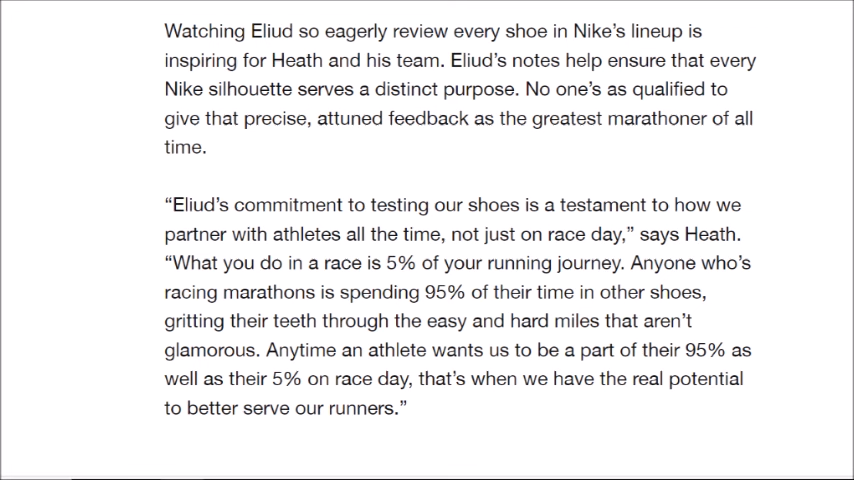 Watching Eliud so eagerly review every shoe in Nike’s lineup is
inspiring for Heath and his team. Eliud’s notes help ensure that every
Nike silhouette serves a distinct purpose. No one’s as qualified to
give that precise, attuned feedback as the greatest marathoner of all
time.
“Eliud’s commitment to testing our shoes is a testament to how we
partner with athletes all the time, not just on race day,” says Heath.
“What you do in a race is 5% of your running journey. Anyone who’s
racing marathons is spending 95% of their time in other shoes,
gritting their teeth through the easy and hard miles that aren’t
glamorous. Anytime an athlete wants us to be a part of their 95% as
well as their 5% on race day, that’s when we have the real potential
to better serve our runners.”